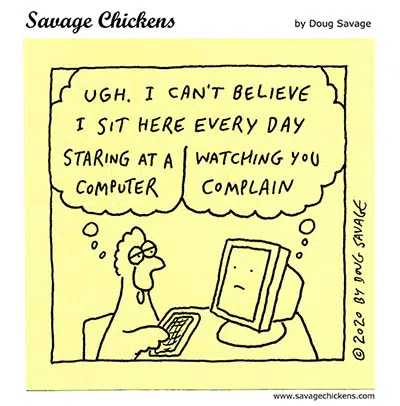 Savage Chickens
by Doug Savage
UGH. I CAN'T BELIEVE
I SIT HERE EVERY DAY
STARING AT A
COMPUTER
WATCHING YOU
COMPLAIN
© 2020 BY DOUG SAVAGE
www.savagechickens.com